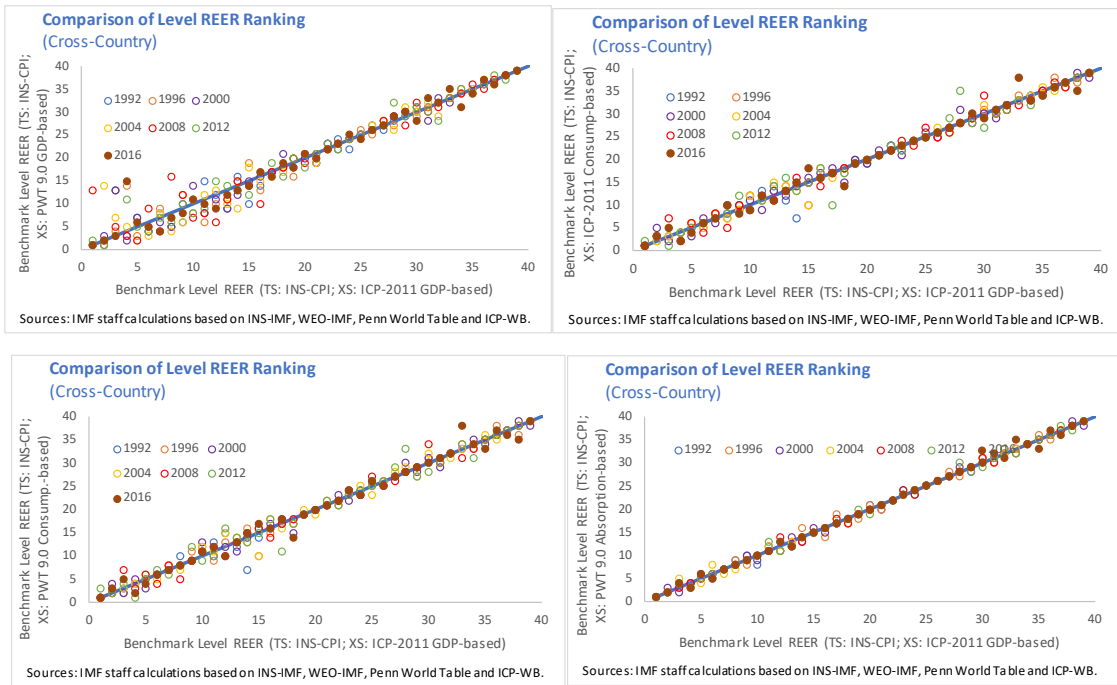 Comparison of Level REER Ranking
(Cross-Country)
Benchmark Level REER (TS: INS-CPI;
XS: PWT 9.0 GDP-based)
40
35
30
25
20
15
10
5
0
1992 1996 2000
2004 2008 2012
2016
0 5 10 15 20 25 30 35 40
Benchmark Level REER (TS: INS-CPI; XS: ICP-2011 GDP-based)
Sources: IMF staff calculations based on INS-IMF, WEO-IMF, Penn World Table and ICP-WB.
Comparison of Level REER Ranking
(Cross-Country)
Benchmark Level REER (TS: INS-CPI;
XS: ICP-2011 Consump-based)
40
35
30
25
20
15
10
5
0
1992 1996
2000 2004
2008 2012
2016
0 5 10 15 20 25 30 35 40
Benchmark Level REER (TS: INS-CPI; XS: ICP-2011 GDP-based)
Sources: IMF staff calculations based on INS-IMF, WEO-IMF, Penn World Table and ICP-WB.
Comparison of Level REER Ranking
(Cross-Country)
Benchmark Level REER (TS: INS-CPI;
XS: PWT 9.0 Consump.-based)
40
35
30
25
20
15
10
5
0
1992 1996 2000
2004 2008 2012
2016
0 5 10 15 20 25 30 35 40
Benchmark Level REER (TS: INS-CPI; XS: ICP-2011 GDP-based)
Sources: IMF staff calculations based on INS-IMF, WEO-IMF, Penn World Table and ICP-WB.
Comparison of Level REER Ranking
(Cross-Country)
Benchmark Level REER (TS: INS-CPI;
XS: PWT 9.0 Absorption-based)
40
35
30
25
20
15
10
5
0
1992 1996 2000 2004 2008 2012 2016
0 5 10 15 20 25 30 35 40
Benchmark Level REER (TS: INS-CPI; XS: ICP-2011 GDP-based)
Sources: IMF staff calculations based on INS-IMF, WEO-IMF, Penn World Table and ICP-WB.